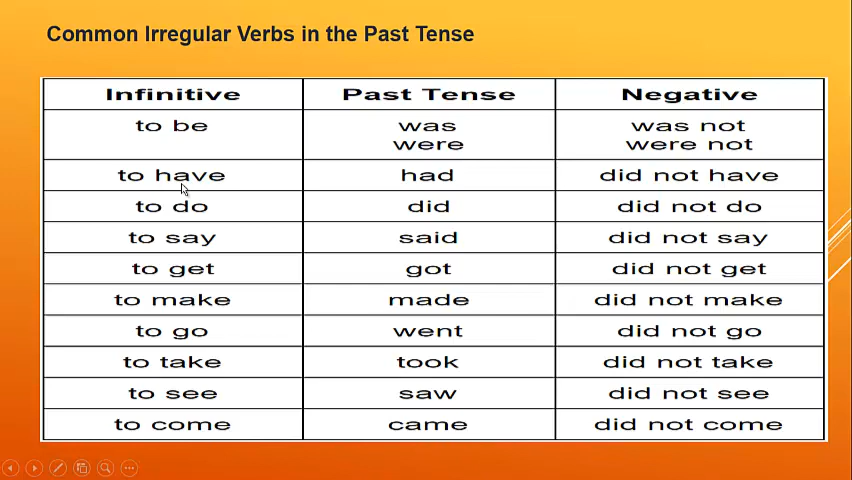 Common Irregular Verbs in the Past Tense
Infinitive Past Tense Negative
to be was was not
were were not
to have had did not have
to do did did not do
to say said did not say
to get got did not get
to make made did not make
to go went did not go
to take took did not take
to see saw did not see
to come came did not come